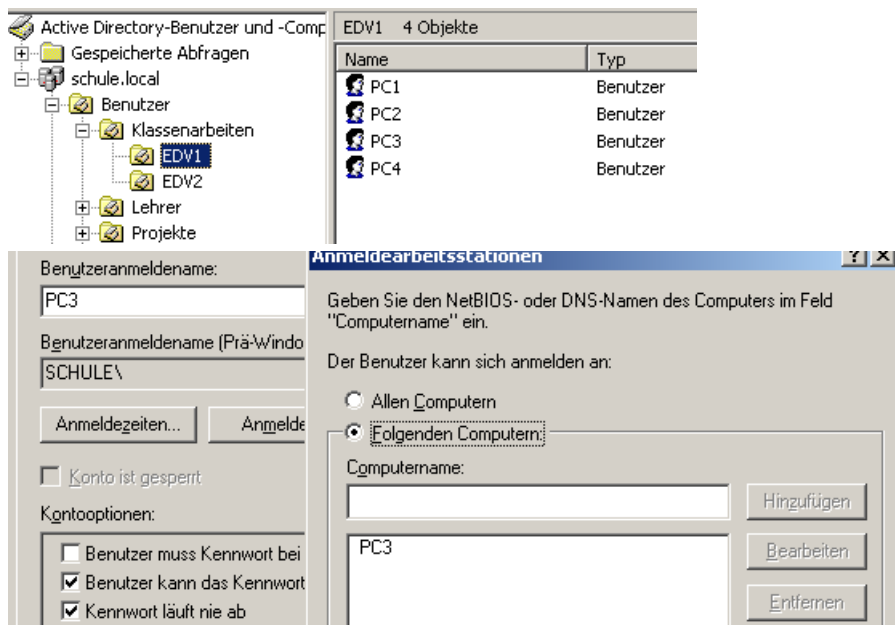 Active Directory-Benutzer und -Comp
EDV1 4 Objekte
Gespeicherte Abfragen
schule.local
Benutzer
Klassenarbeiten
EDV1
EDV2
Lehrer
Projekte
Name Typ
PC1 Benutzer
PC2 Benutzer
PC3 Benutzer
PC4 Benutzer
Benutzeranmeldename:
PC3
Benutzeranmeldename (Prä-Windo
SCHULE\
Anmeldezeiten... Anmelde
Konto ist gesperrt
Kontooptionen:
Benutzer muss Kennwort bei
Benutzer kann das Kennwort
Kennwort läuft nie ab
Anmeldearbeitsstationen
Geben Sie den NetBIOS- oder DNS-Namen des Computers im Feld
"Computername" ein.
Der Benutzer kann sich anmelden an:
Allen Computern
Folgenden Computern:
Computername:
Hinzufügen
PC3
Bearbeiten
Entfernen